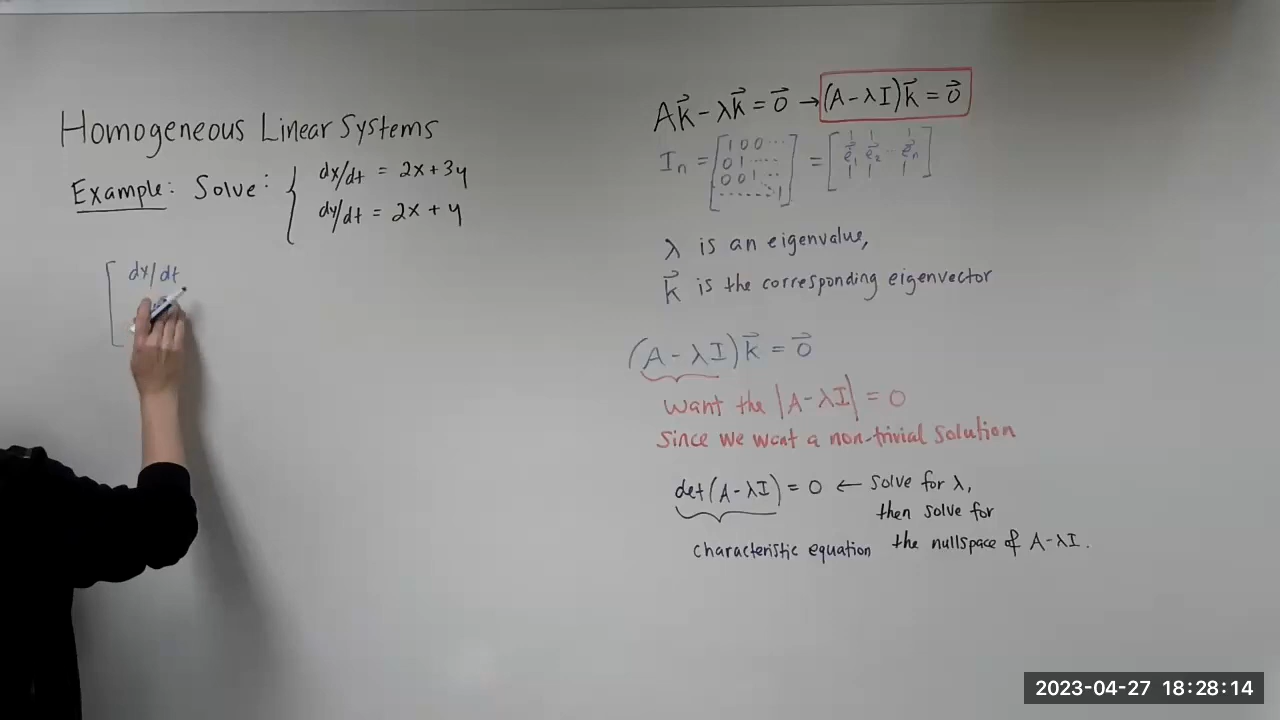 Homogeneous Linear Systems
Example: Solve: { dx/dt = 2x + 3y
dy/dt = 2x + y
[ dx/dt
Ak⃗ - λk⃗ = 0⃗ → (A - λI)k⃗ = 0⃗
Iₙ = [ 1 0 0 ⋯
0 1 ⋯
0 0 1 ⋱
⋯ 1 ] = [ e⃗₁ e⃗₂ ⋯ e⃗ₙ ]
λ is an eigenvalue,
k⃗ is the corresponding eigenvector
(A - λI)k⃗ = 0⃗
want the |A - λI| = 0
Since we want a non-trivial solution
det(A - λI) = 0 ← solve for λ,
then solve for
characteristic equation the nullspace of A - λI.
2023-04-27 18:28:14